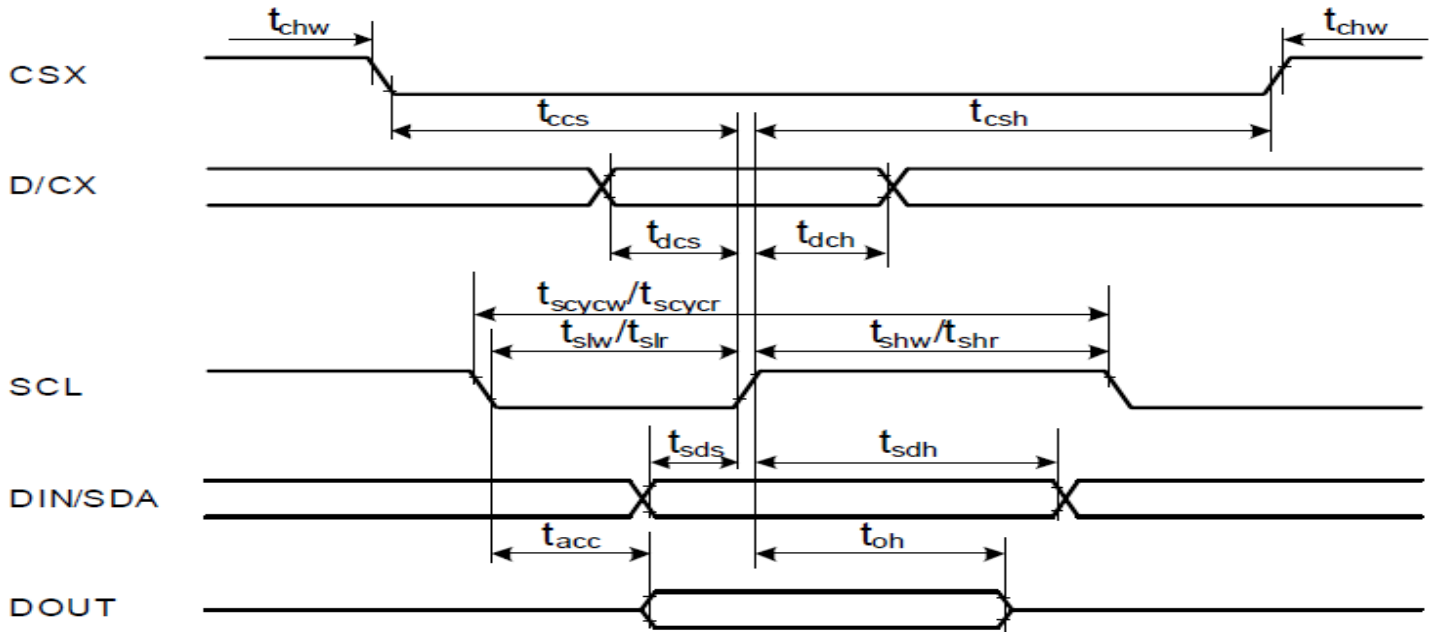 tchw tchw
CSX
tccs tcsh
D/CX
tdcs tdch
tscycw/tscycr
tslw/tslr tshw/tshr
SCL
tsds tsdh
DIN/SDA
tacc toh
DOUT